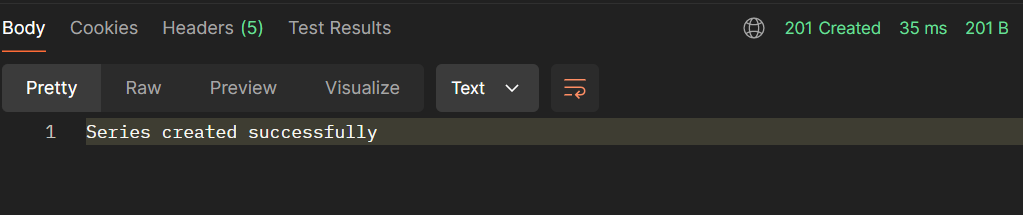 Body Cookies Headers (5) Test Results 201 Created 35 ms 201 B
Pretty Raw Preview Visualize Text
1 Series created successfully